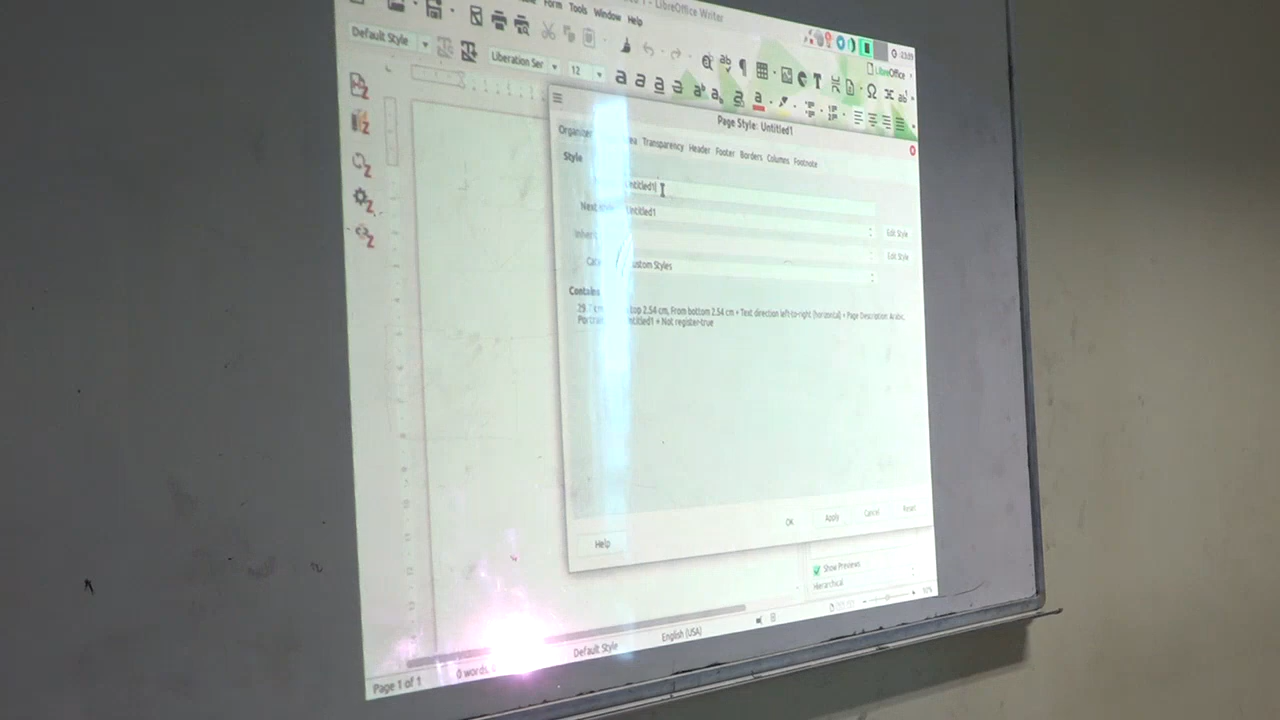 LibreOffice Writer
Form Tools Window Help
23:09
Default Style
Liberation Ser
12
LibreOffice
Page Style: Untitled1
Organizer Transparency Header Footer Borders Columns Footnote
Style
Untitled1
Next Untitled1
Edit Style
Edit Style
Custom Styles
Contains
top 2.54 cm, From bottom 2.54 cm + Text direction left-to-right (horizontal) + Page Description: Arabic,
Untitled1 + Not register-true
OK Apply Cancel Reset
Help
Show Previews
Hierarchical
Page 1 of 1
0 words,
Default Style
English (USA)